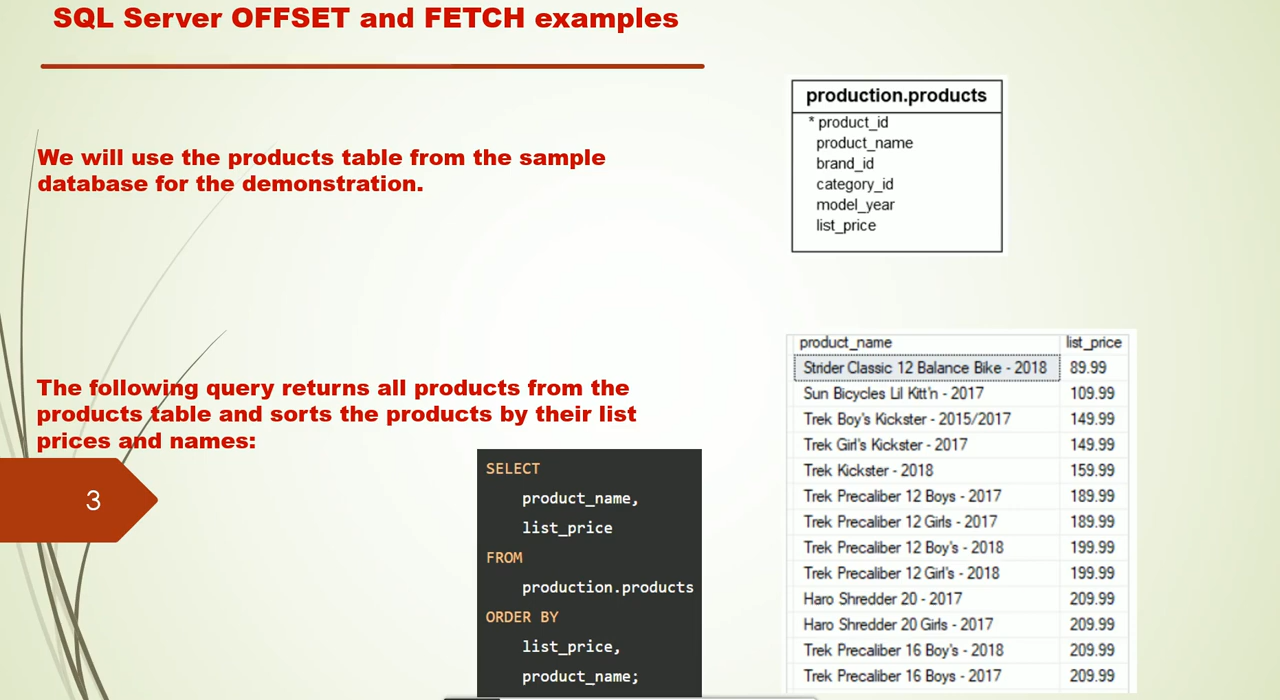 SQL Server OFFSET and FETCH examples
We will use the products table from the sample
database for the demonstration.
production.products
* product_id
product_name
brand_id
category_id
model_year
list_price
The following query returns all products from the
products table and sorts the products by their list
prices and names:
3
SELECT
product_name,
list_price
FROM
production.products
ORDER BY
list_price,
product_name;
product_name list_price
Strider Classic 12 Balance Bike - 2018 89.99
Sun Bicycles Lil Kitt'n - 2017 109.99
Trek Boy's Kickster - 2015/2017 149.99
Trek Girl's Kickster - 2017 149.99
Trek Kickster - 2018 159.99
Trek Precaliber 12 Boys - 2017 189.99
Trek Precaliber 12 Girls - 2017 189.99
Trek Precaliber 12 Boy's - 2018 199.99
Trek Precaliber 12 Girl's - 2018 199.99
Haro Shredder 20 - 2017 209.99
Haro Shredder 20 Girls - 2017 209.99
Trek Precaliber 16 Boy's - 2018 209.99
Trek Precaliber 16 Boys - 2017 209.99